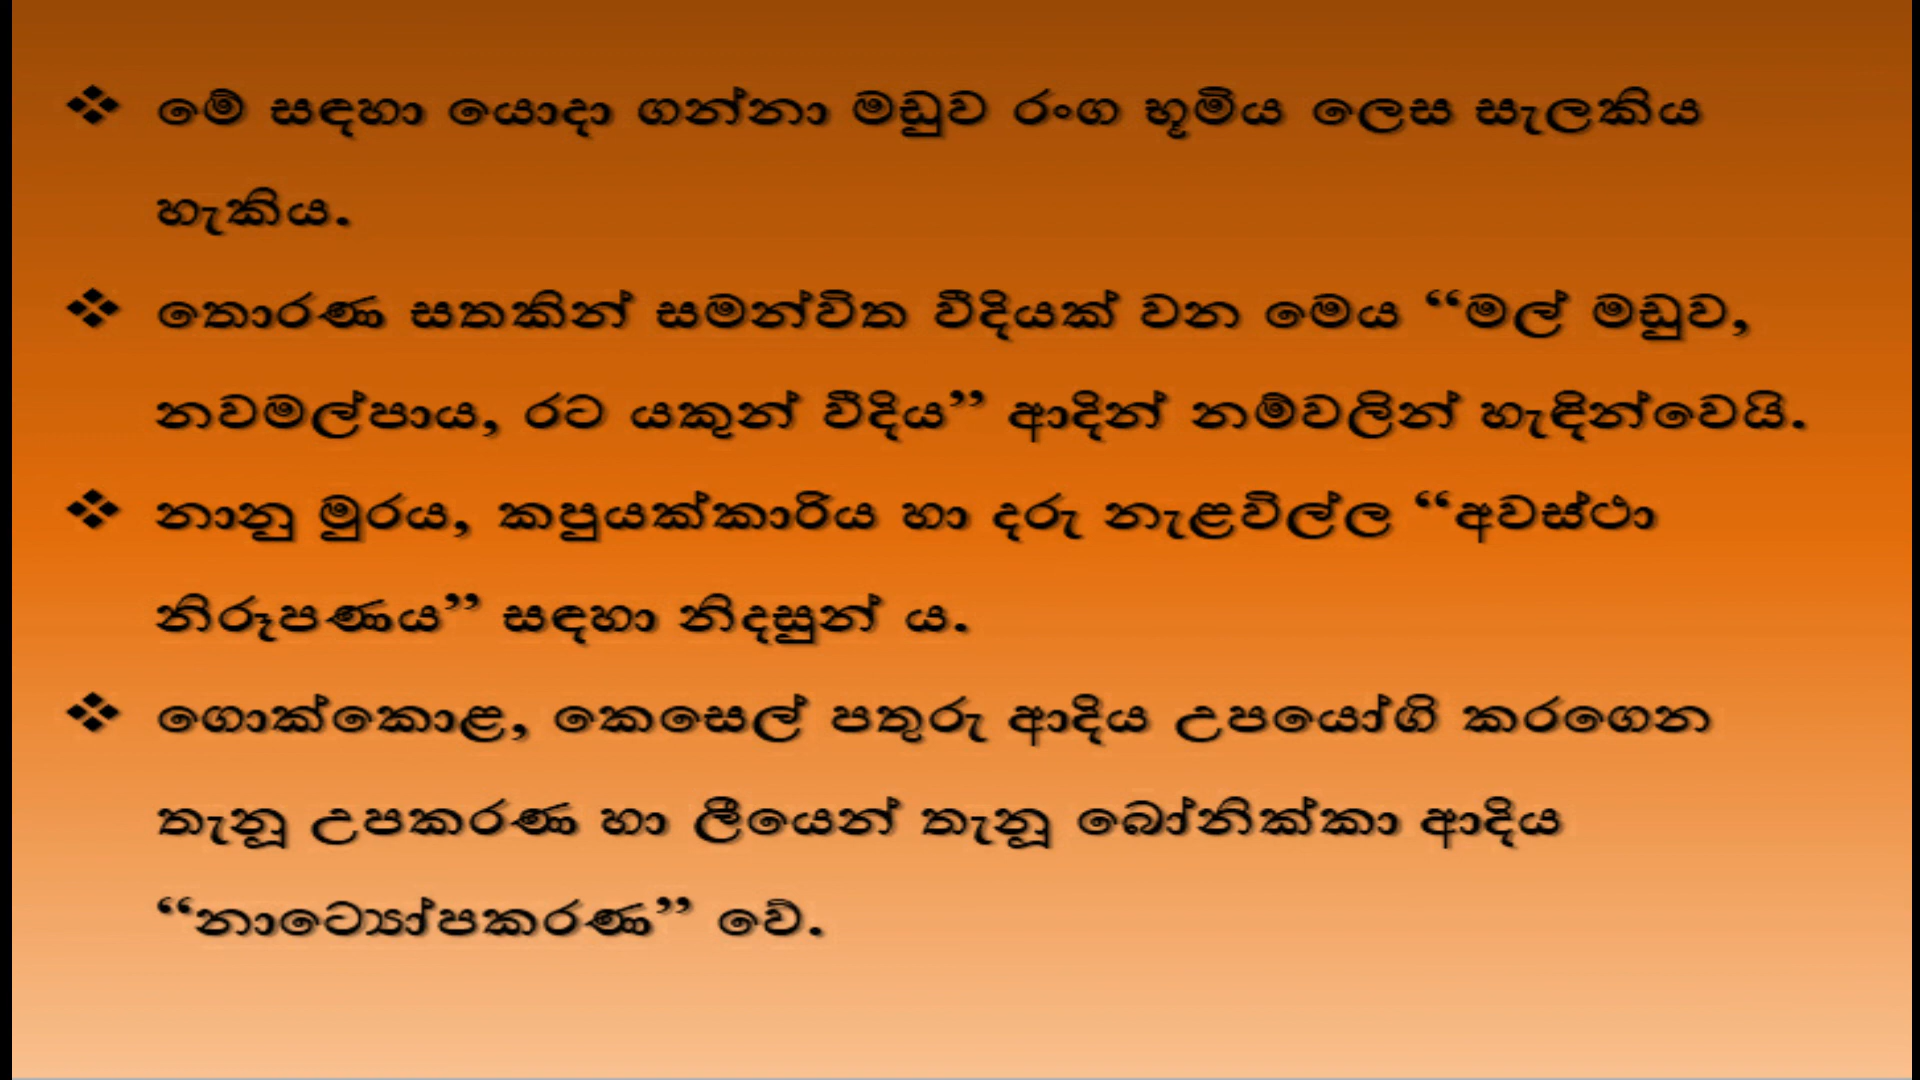 ❖ මේ සඳහා යොදා ගන්නා මඩුව රංග භූමිය ලෙස සැලකිය
හැකිය.
❖ තොරණ සතකින් සමන්විත වීදියක් වන මෙය “මල් මඩුව,
නවමල්පාය, රට යකුන් වීදිය” ආදින් නම්වලින් හැඳින්වෙයි.
❖ නානු මුරය, කපුයක්කාරිය හා දරු නැළවිල්ල “අවස්ථා
නිරූපණය” සඳහා නිදසුන් ය.
❖ ගොක්කොළ, කෙසෙල් පතුරු ආදිය උපයෝගි කරගෙන
තැනූ උපකරණ හා ලීයෙන් තැනූ බෝනික්කා ආදිය
“නාට්‍යෝපකරණ” වේ.